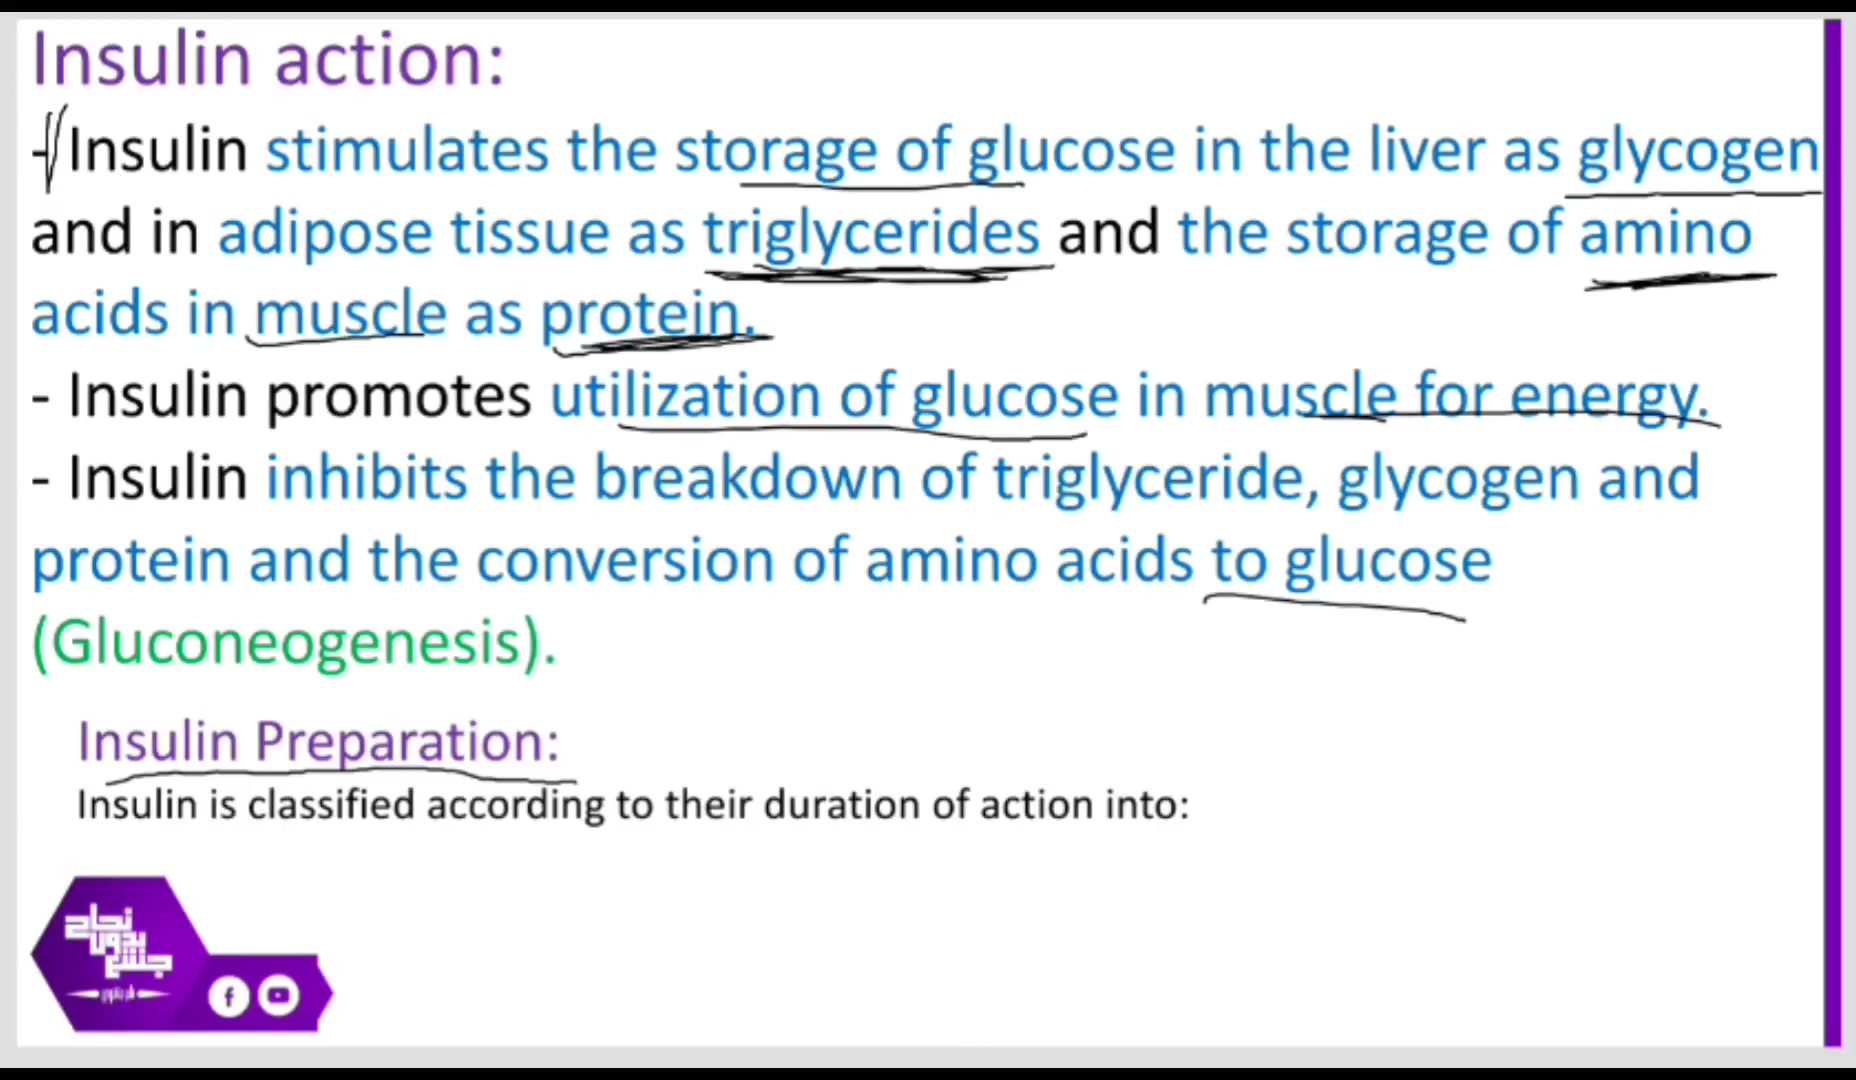 Insulin action:
- Insulin stimulates the storage of glucose in the liver as glycogen
and in adipose tissue as triglycerides and the storage of amino
acids in muscle as protein.
- Insulin promotes utilization of glucose in muscle for energy.
- Insulin inhibits the breakdown of triglyceride, glycogen and
protein and the conversion of amino acids to glucose
(Gluconeogenesis).
Insulin Preparation:
Insulin is classified according to their duration of action into:
نجاح
بدون